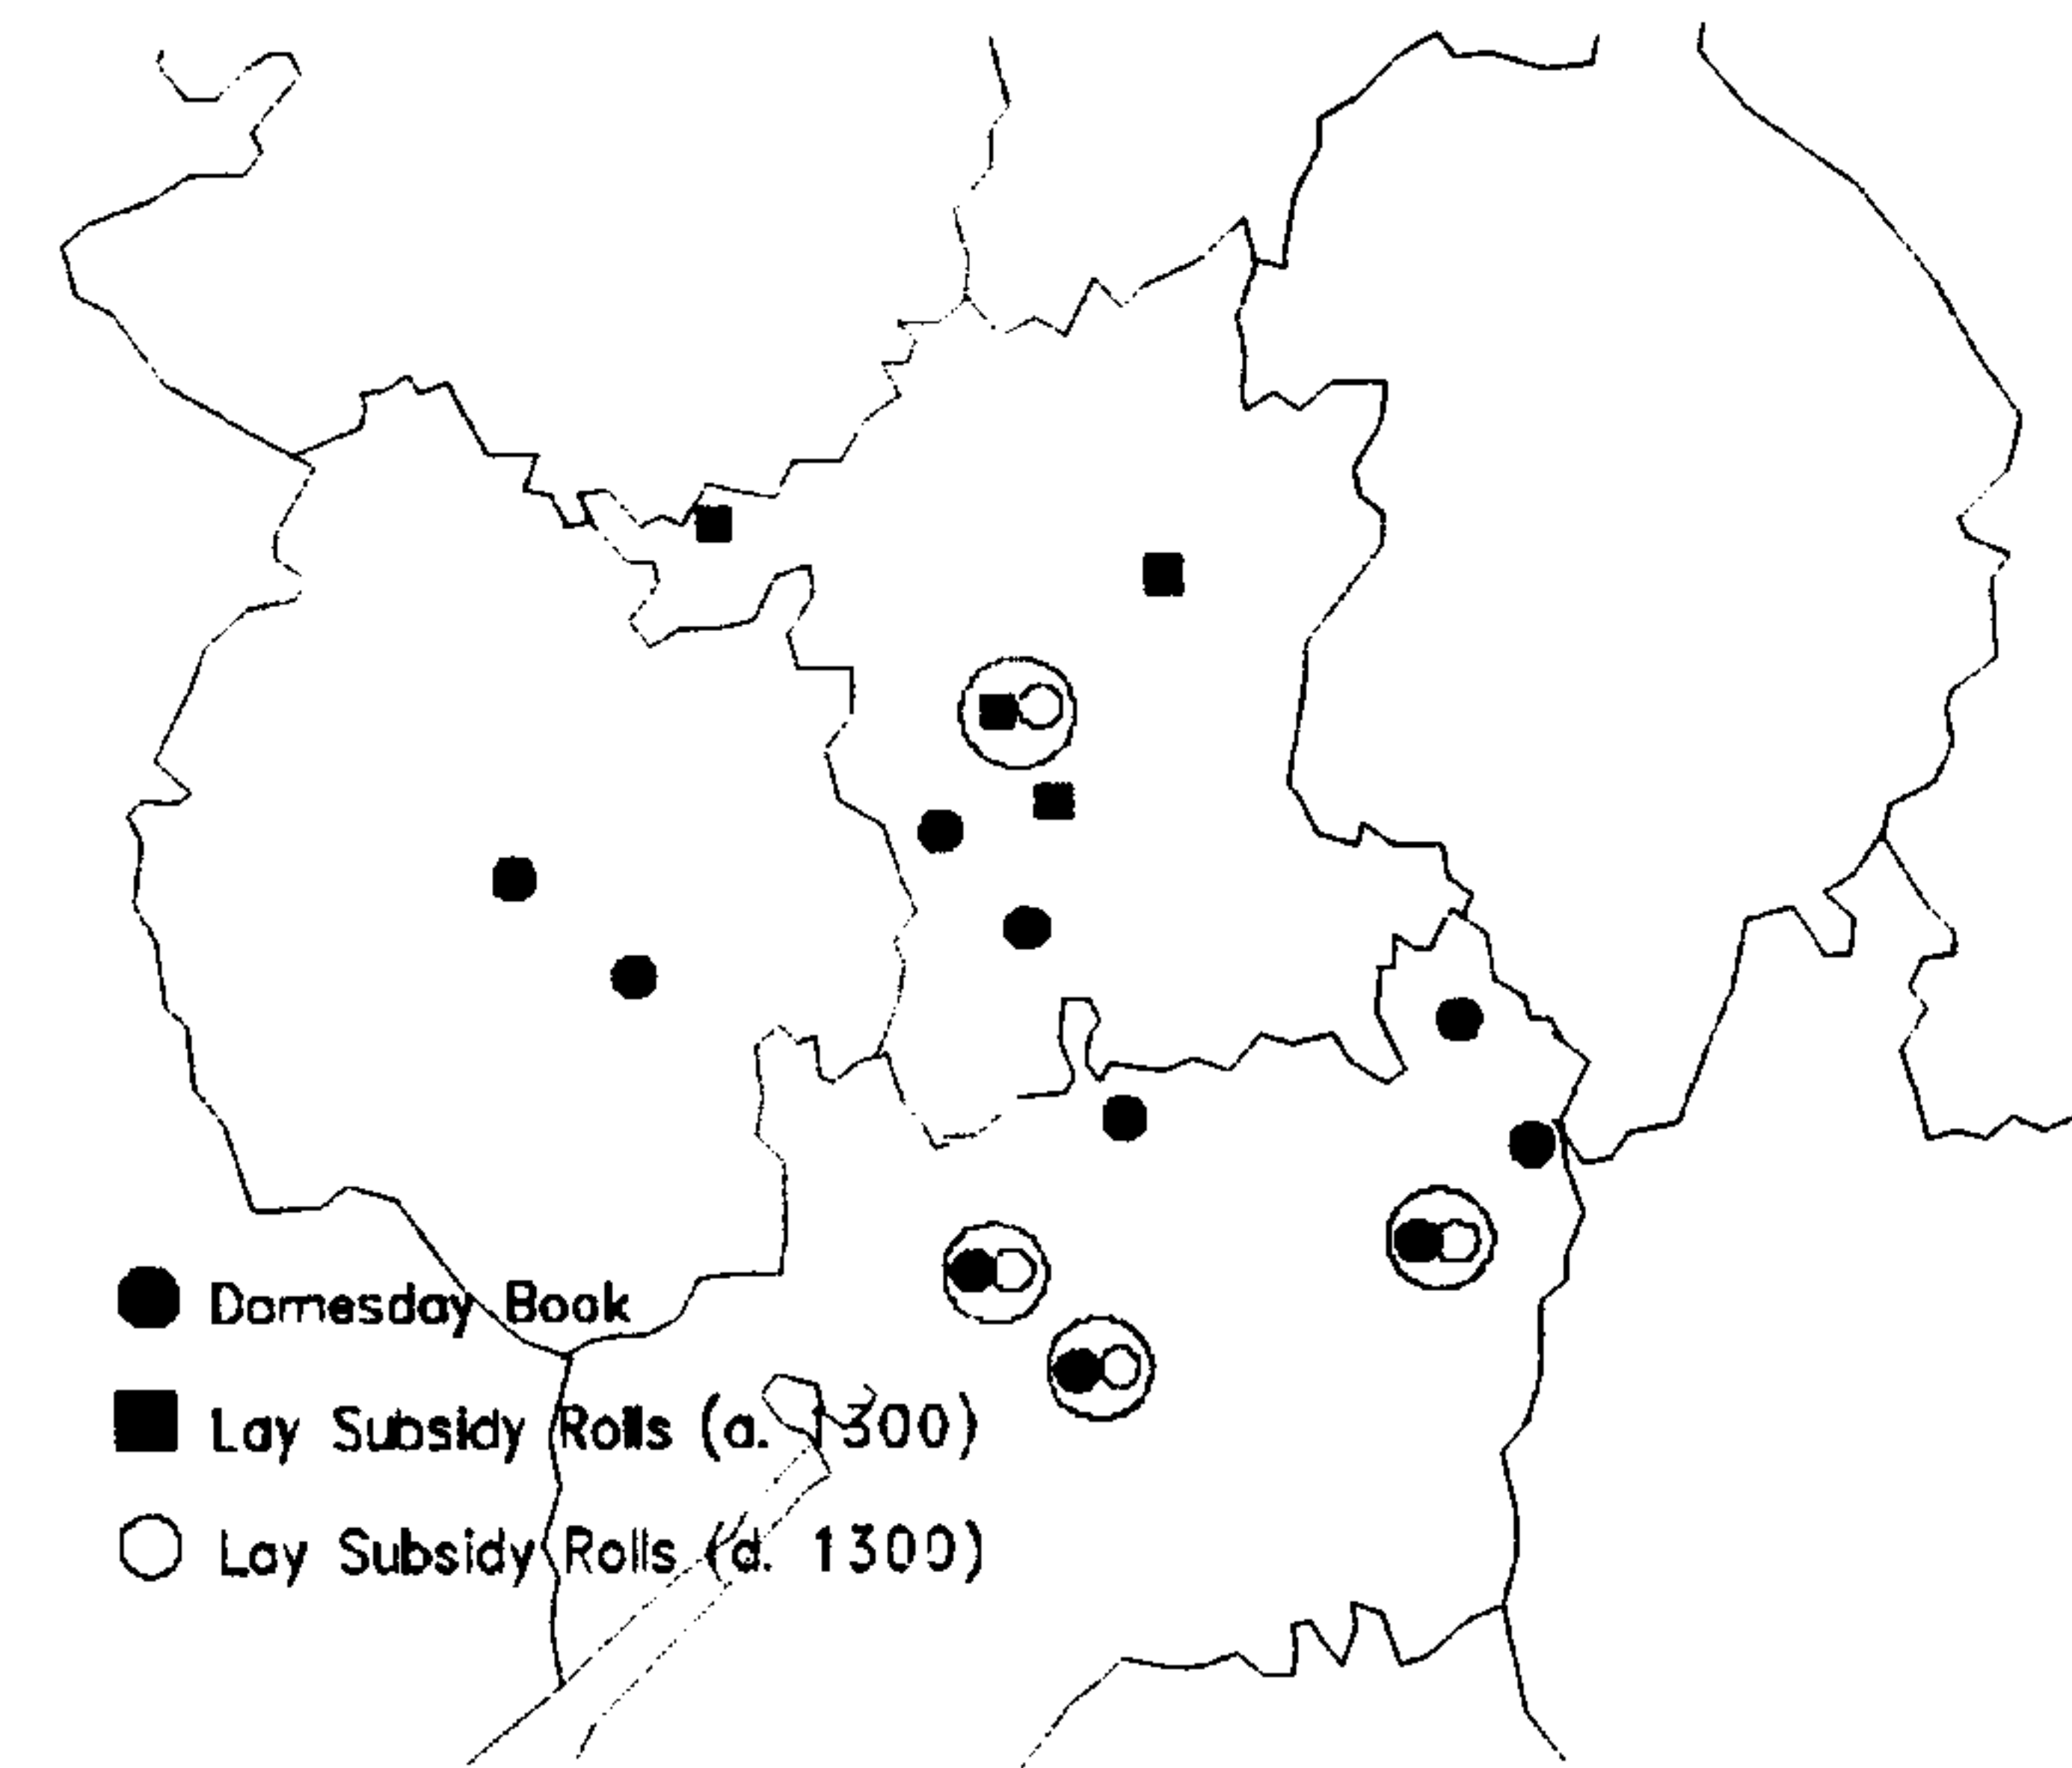 Domesday Book
Lay Subsidy Rolls (a. 1300)
Lay Subsidy Rolls (d. 1300)